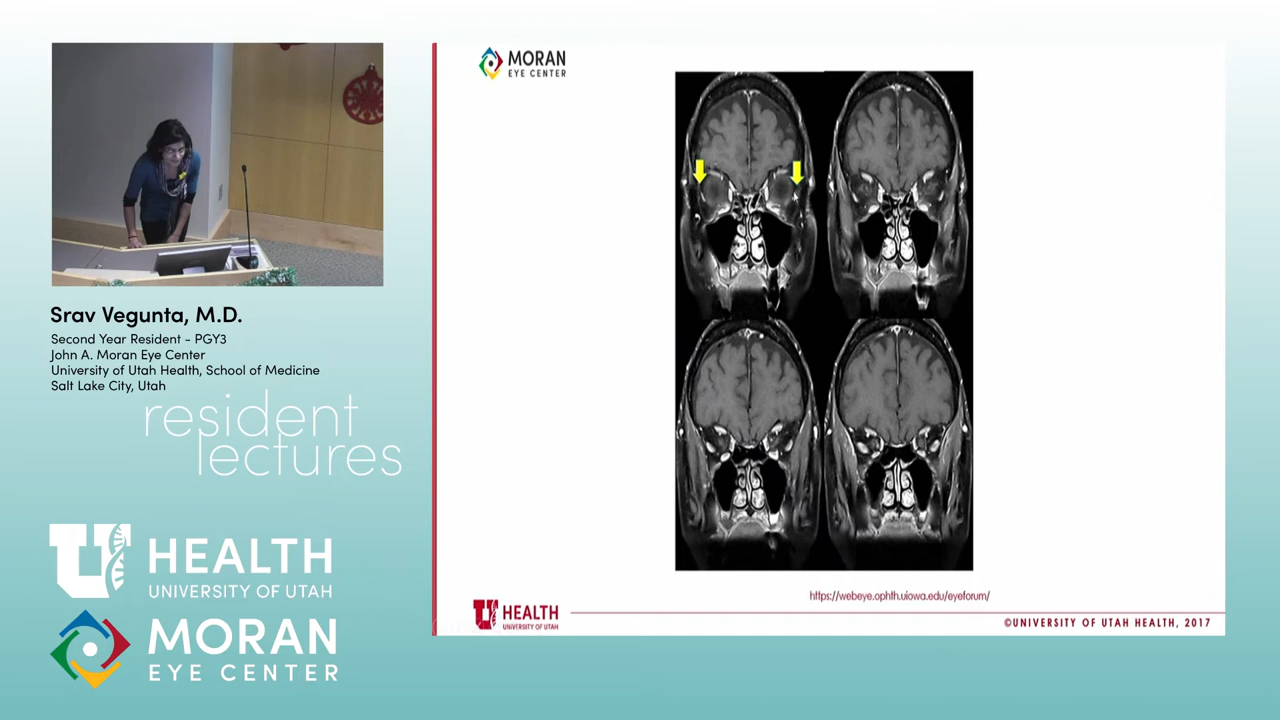 Srav Vegunta, M.D.
Second Year Resident - PGY3
John A. Moran Eye Center
University of Utah Health, School of Medicine
Salt Lake City, Utah
resident
lectures
U HEALTH
UNIVERSITY OF UTAH
MORAN
EYE CENTER
MORAN
EYE CENTER
https://webeye.ophth.uiowa.edu/eyeforum/
U HEALTH
UNIVERSITY OF UTAH
©UNIVERSITY OF UTAH HEALTH, 2017